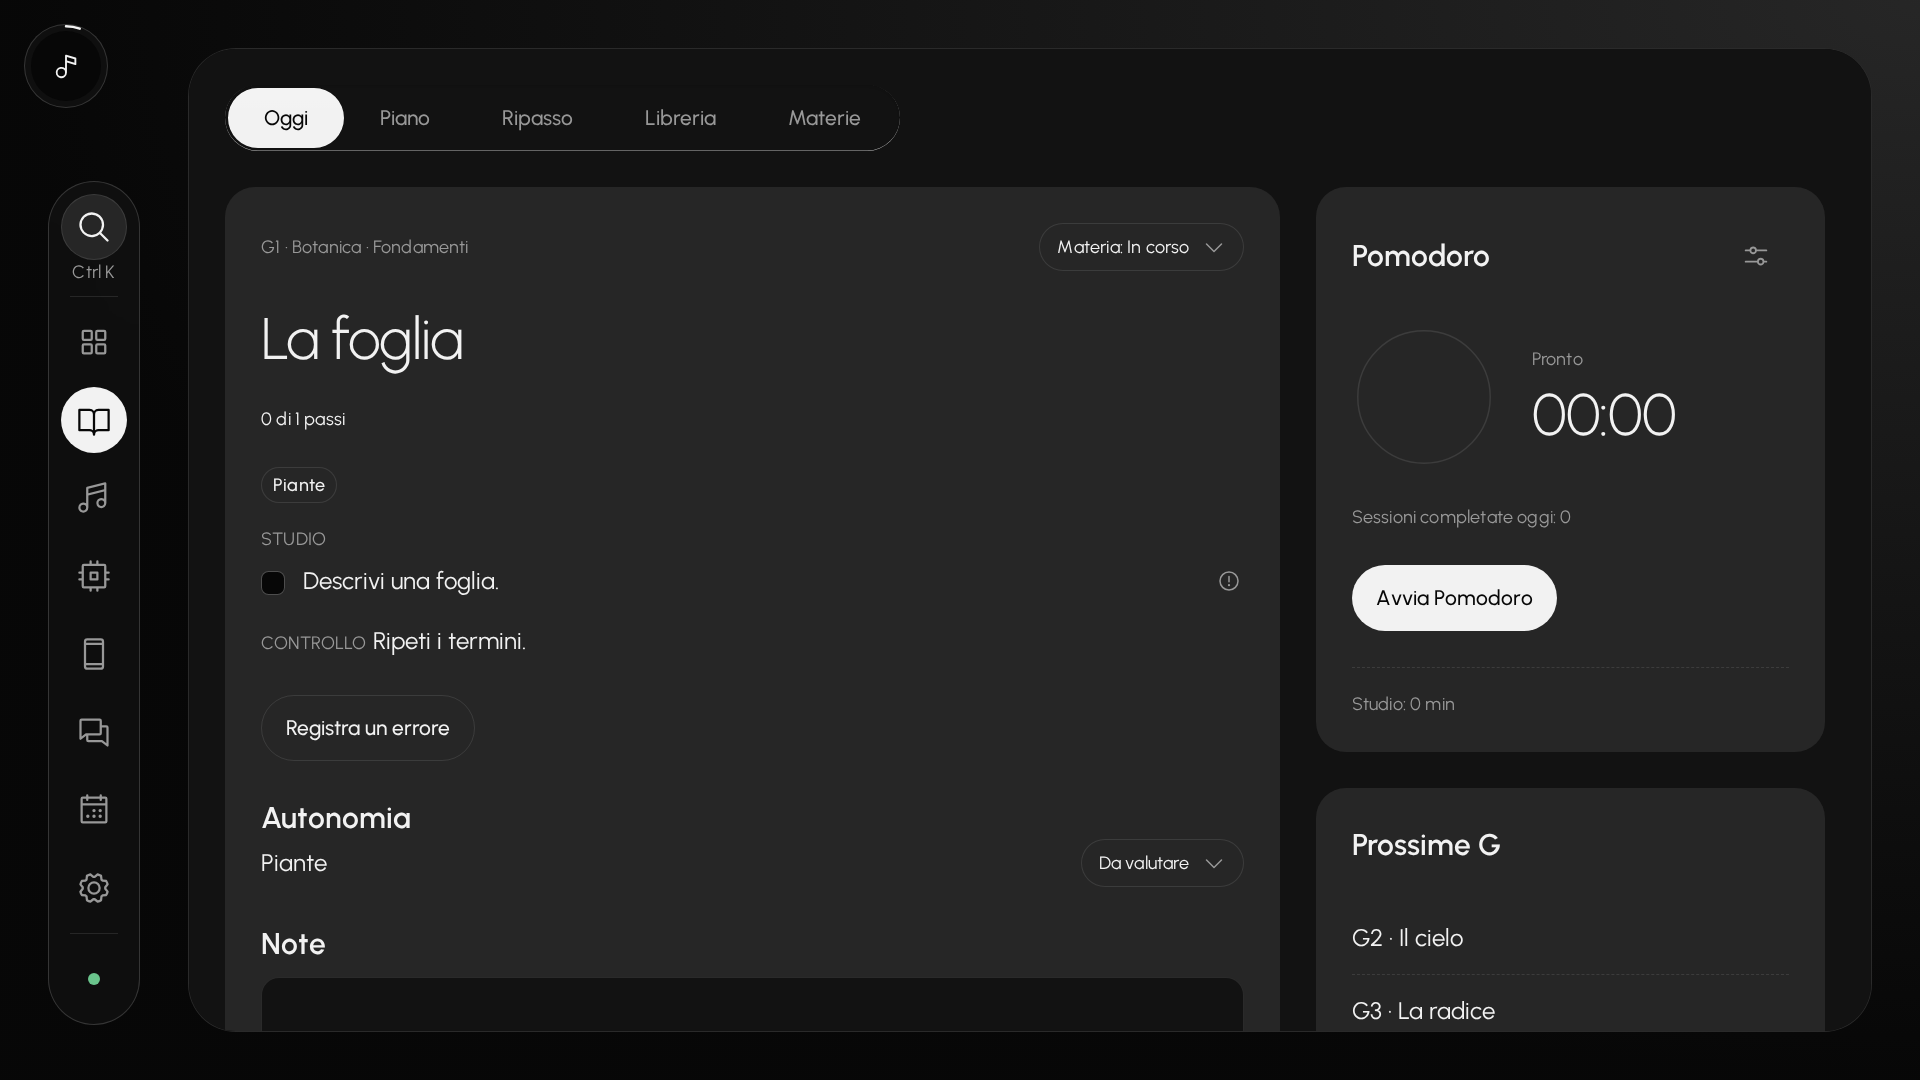 Oggi
Piano
Ripasso
Libreria
Materie
Ctrl K
G1 · Botanica · Fondamenti
Materia: In corso
La foglia
0 di 1 passi
Piante
STUDIO
Descrivi una foglia.
CONTROLLO Ripeti i termini.
Registra un errore
Autonomia
Piante
Da valutare
Note
Pomodoro
Pronto
00:00
Sessioni completate oggi: 0
Avvia Pomodoro
Studio: 0 min
Prossime G
G2 · Il cielo
G3 · La radice